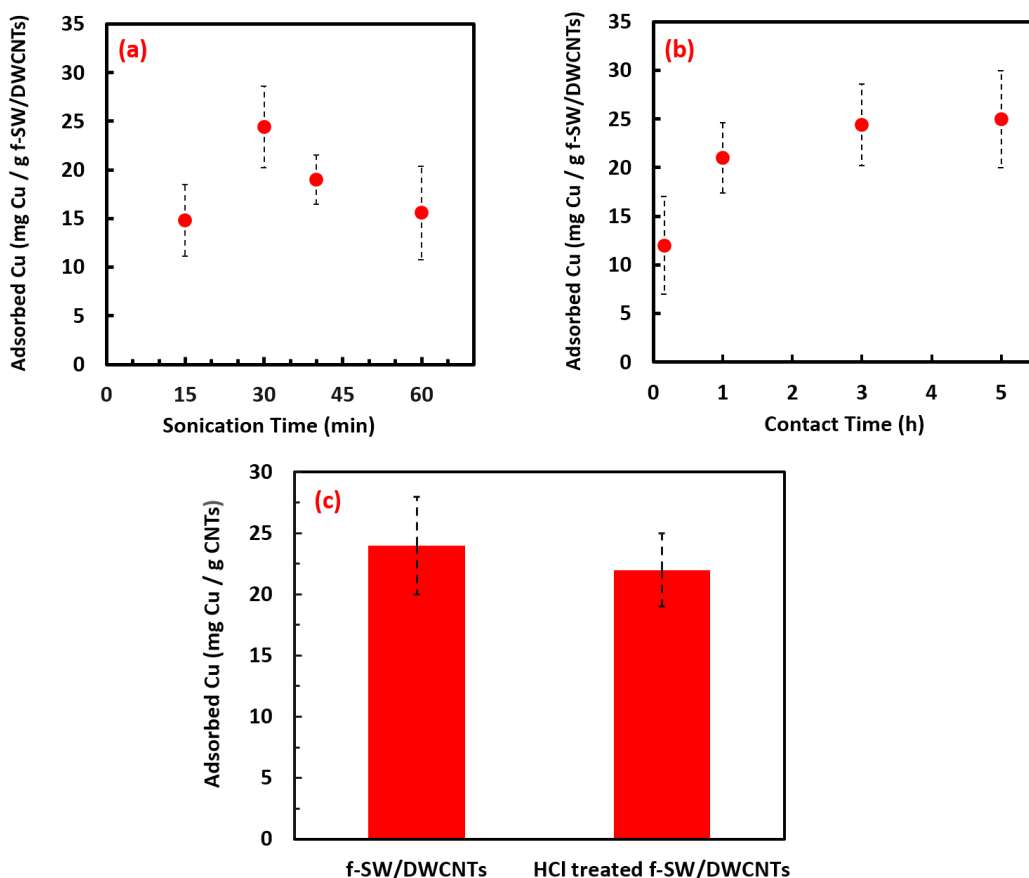 (a)
Adsorbed Cu (mg Cu / g f-SW/DWCNTs)
35
30
25
20
15
10
5
0
0 15 30 45 60
Sonication Time (min)
(b)
Adsorbed Cu (mg Cu / g f-SW/DWCNTs)
35
30
25
20
15
10
5
0
0 1 2 3 4 5
Contact Time (h)
(c)
Adsorbed Cu (mg Cu / g CNTs)
30
25
20
15
10
5
0
f-SW/DWCNTs HCl treated f-SW/DWCNTs